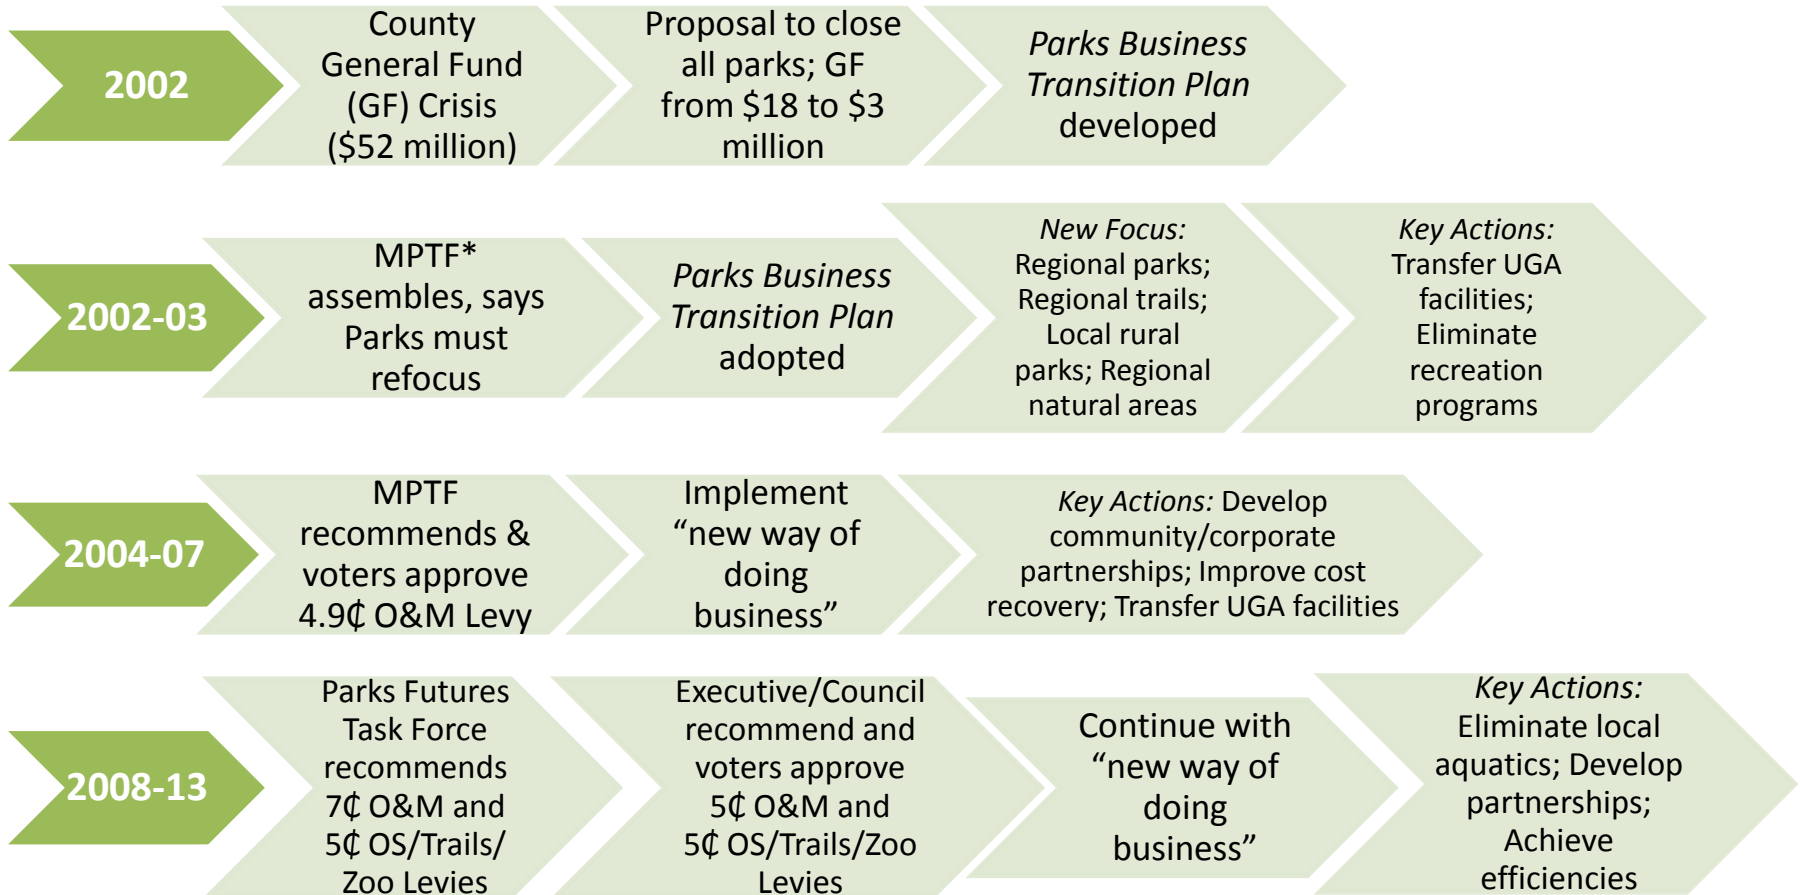 2002
County
General Fund
(GF) Crisis
($52 million)
Proposal to close
all parks; GF
from $18 to $3
million
Parks Business
Transition Plan
developed
2002-03
MPTF*
assembles, says
Parks must
refocus
Parks Business
Transition Plan
adopted
New Focus:
Regional parks;
Regional trails;
Local rural
parks; Regional
natural areas
Key Actions:
Transfer UGA
facilities;
Eliminate
recreation
programs
2004-07
MPTF
recommends &
voters approve
4.9₵ O&M Levy
Implement
“new way of
doing
business”
Key Actions: Develop
community/corporate
partnerships; Improve cost
recovery; Transfer UGA facilities
2008-13
Parks Futures
Task Force
recommends
7₵ O&M and
5₵ OS/Trails/
Zoo Levies
Executive/Council
recommend and
voters approve
5₵ O&M and
5₵ OS/Trails/Zoo
Levies
Continue with
“new way of
doing
business”
Key Actions:
Eliminate local
aquatics; Develop
partnerships;
Achieve
efficiencies